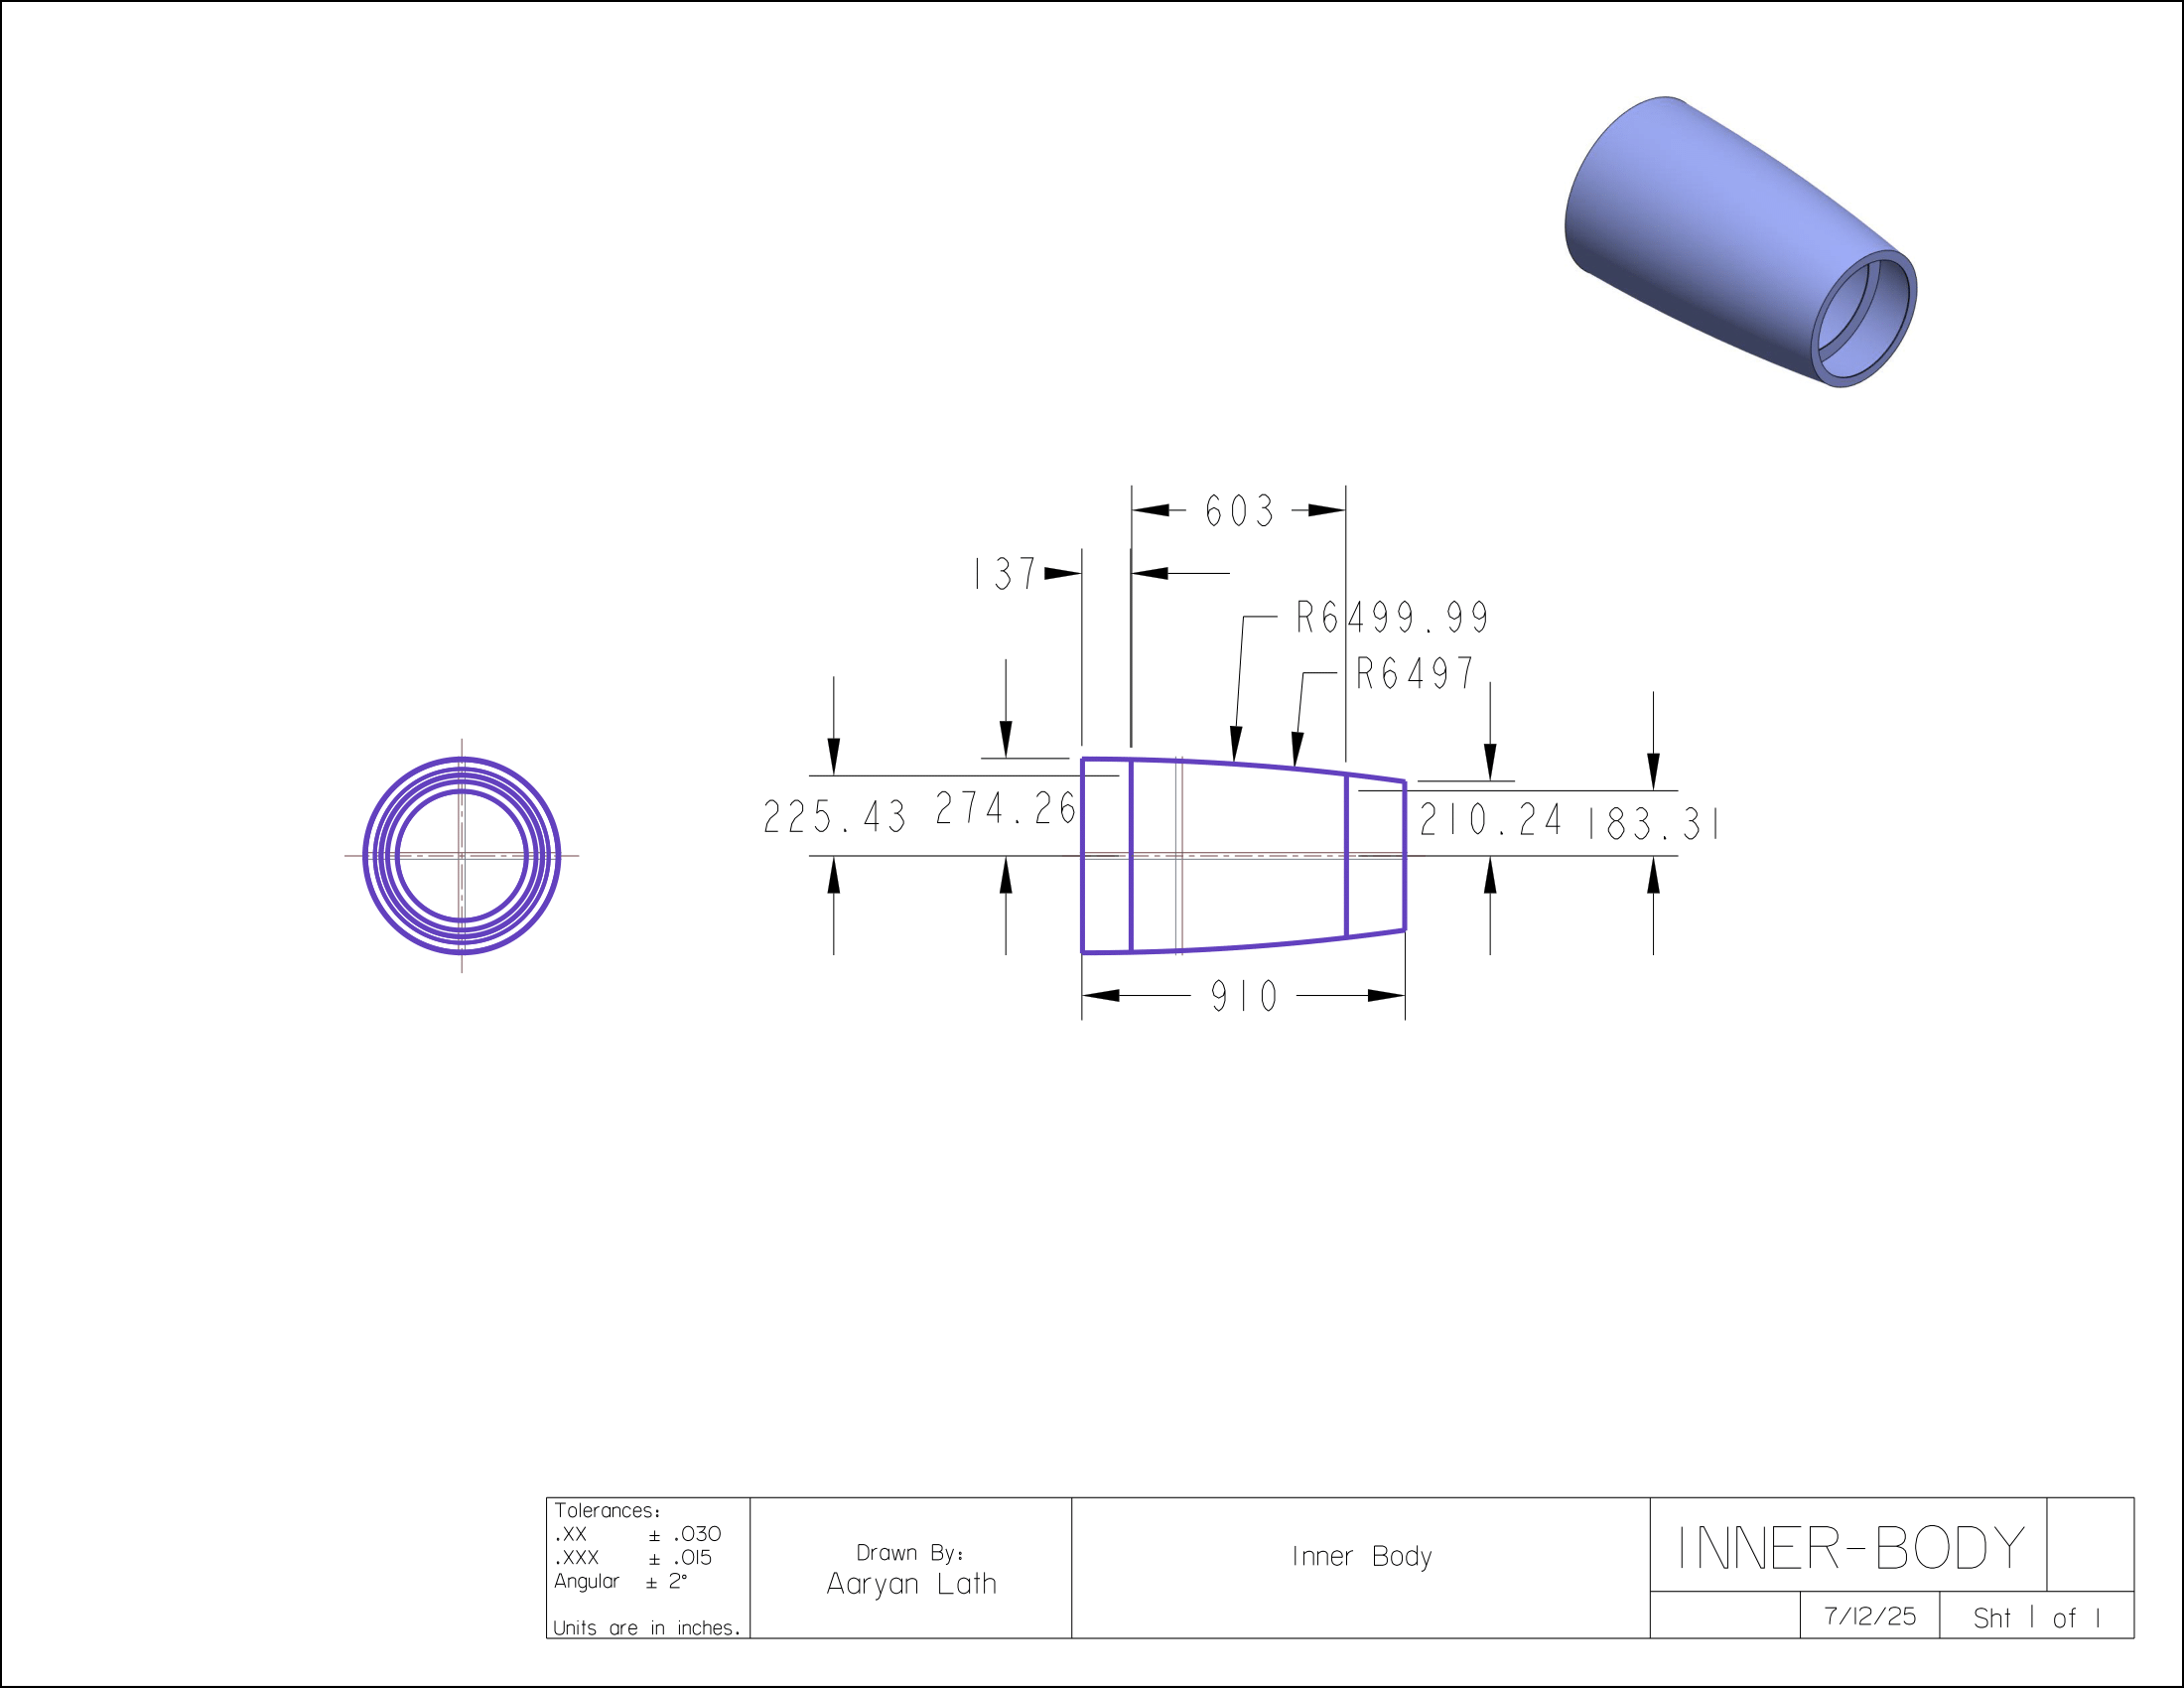 603
137
R6499.99
R6497
225.43
274.26
210.24
183.31
910
Tolerances:
.XX ± .030
.XXX ± .015
Angular ± 2°
Units are in inches.
Drawn By:
Aaryan Lath
Inner Body
INNER-BODY
7/12/25
Sht 1 of 1